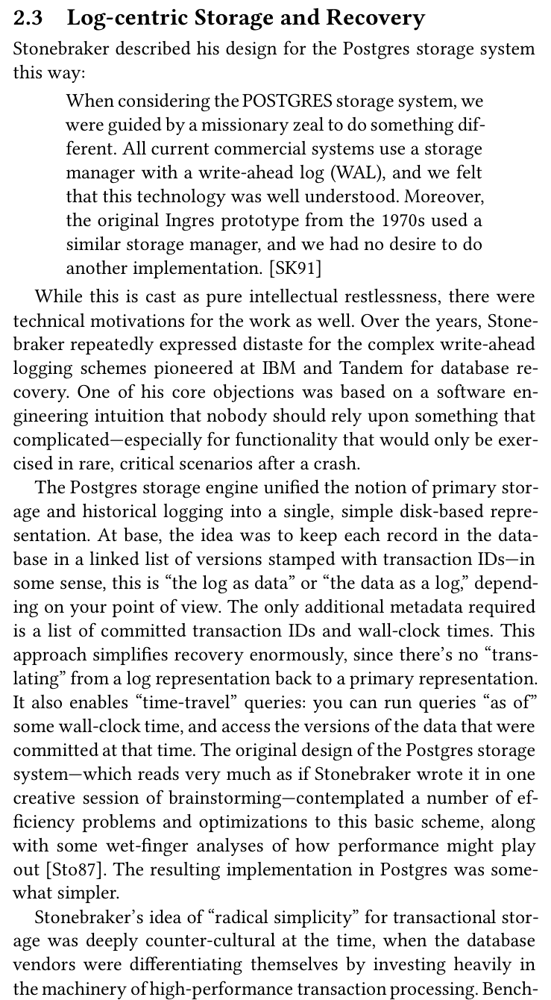 2.3 Log-centric Storage and Recovery
Stonebraker described his design for the Postgres storage system
this way:
When considering the POSTGRES storage system, we
were guided by a missionary zeal to do something dif-
ferent. All current commercial systems use a storage
manager with a write-ahead log (WAL), and we felt
that this technology was well understood. Moreover,
the original Ingres prototype from the 1970s used a
similar storage manager, and we had no desire to do
another implementation. [SK91]
While this is cast as pure intellectual restlessness, there were
technical motivations for the work as well. Over the years, Stone-
braker repeatedly expressed distaste for the complex write-ahead
logging schemes pioneered at IBM and Tandem for database re-
covery. One of his core objections was based on a software en-
gineering intuition that nobody should rely upon something that
complicated—especially for functionality that would only be exer-
cised in rare, critical scenarios after a crash.
The Postgres storage engine unified the notion of primary stor-
age and historical logging into a single, simple disk-based repre-
sentation. At base, the idea was to keep each record in the data-
base in a linked list of versions stamped with transaction IDs—in
some sense, this is “the log as data” or “the data as a log,” depend-
ing on your point of view. The only additional metadata required
is a list of committed transaction IDs and wall-clock times. This
approach simplifies recovery enormously, since there’s no “trans-
lating” from a log representation back to a primary representation.
It also enables “time-travel” queries: you can run queries “as of”
some wall-clock time, and access the versions of the data that were
committed at that time. The original design of the Postgres storage
system—which reads very much as if Stonebraker wrote it in one
creative session of brainstorming—contemplated a number of ef-
ficiency problems and optimizations to this basic scheme, along
with some wet-finger analyses of how performance might play
out [Sto87]. The resulting implementation in Postgres was some-
what simpler.
Stonebraker’s idea of “radical simplicity” for transactional stor-
age was deeply counter-cultural at the time, when the database
vendors were differentiating themselves by investing heavily in
the machinery of high-performance transaction processing. Bench-